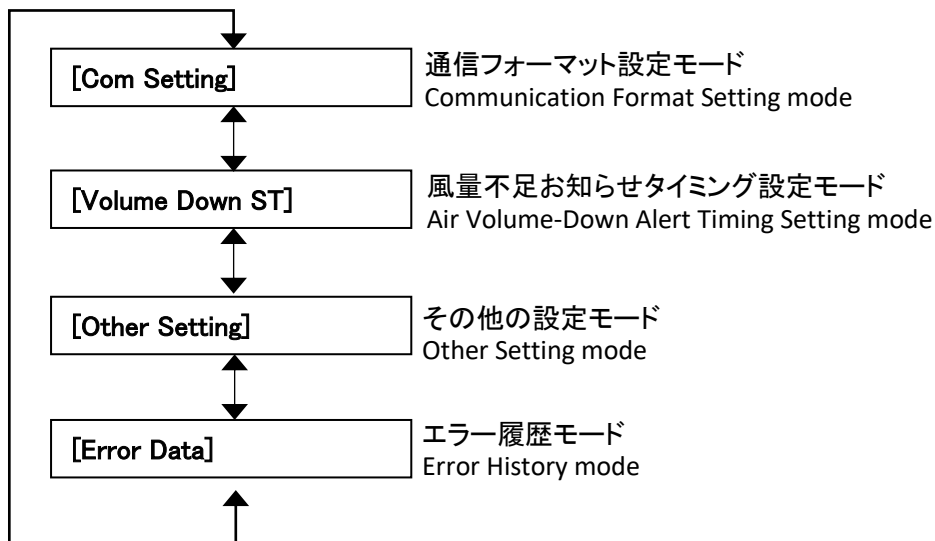 [Com Setting]
通信フォーマット設定モード
Communication Format Setting mode
[Volume Down ST]
風量不足お知らせタイミング設定モード
Air Volume-Down Alert Timing Setting mode
[Other Setting]
その他の設定モード
Other Setting mode
[Error Data]
エラー履歴モード
Error History mode